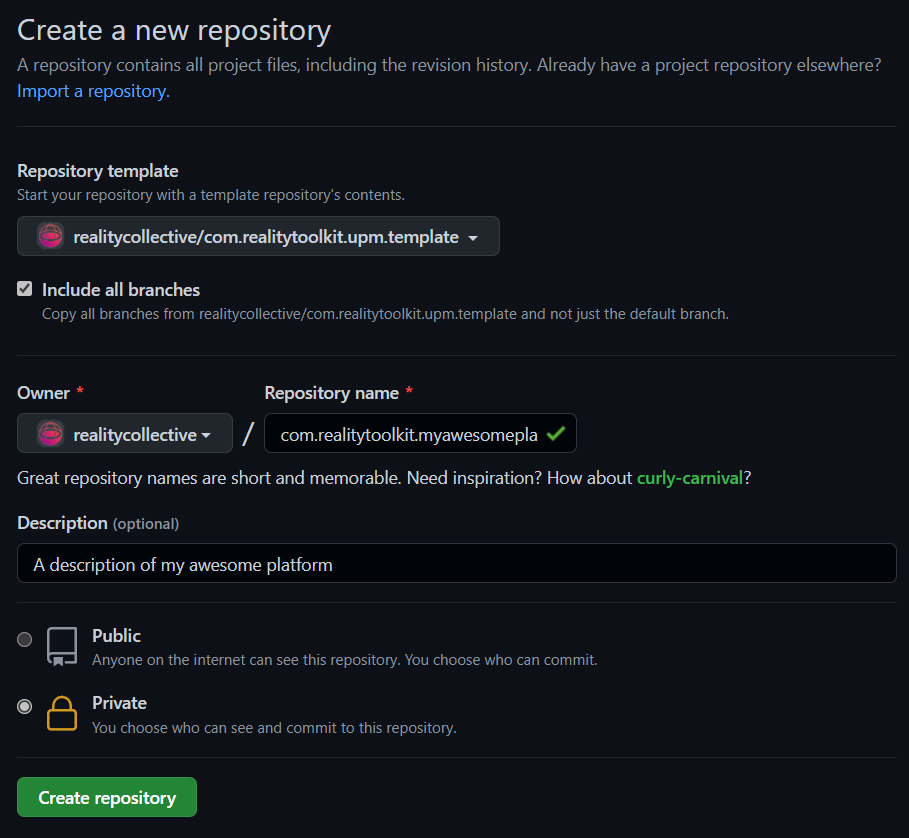 Create a new repository
A repository contains all project files, including the revision history. Already have a project repository elsewhere?
Import a repository.
Repository template
Start your repository with a template repository's contents.
realitycollective/com.realitytoolkit.upm.template
Include all branches
Copy all branches from realitycollective/com.realitytoolkit.upm.template and not just the default branch.
Owner * Repository name *
realitycollective / com.realitytoolkit.myawesomepla
Great repository names are short and memorable. Need inspiration? How about curly-carnival?
Description (optional)
A description of my awesome platform
Public
Anyone on the internet can see this repository. You choose who can commit.
Private
You choose who can see and commit to this repository.
Create repository